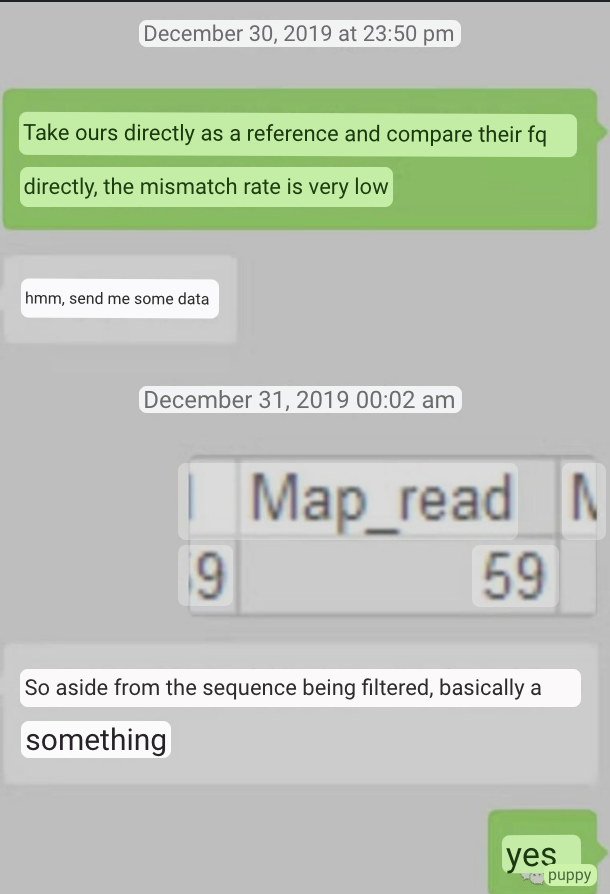 December 30, 2019 at 23:50 pm
Take ours directly as a reference and compare their fq
directly, the mismatch rate is very low
hmm, send me some data
December 31, 2019 00:02 am
Map_read
59
So aside from the sequence being filtered, basically a
something
yes
puppy